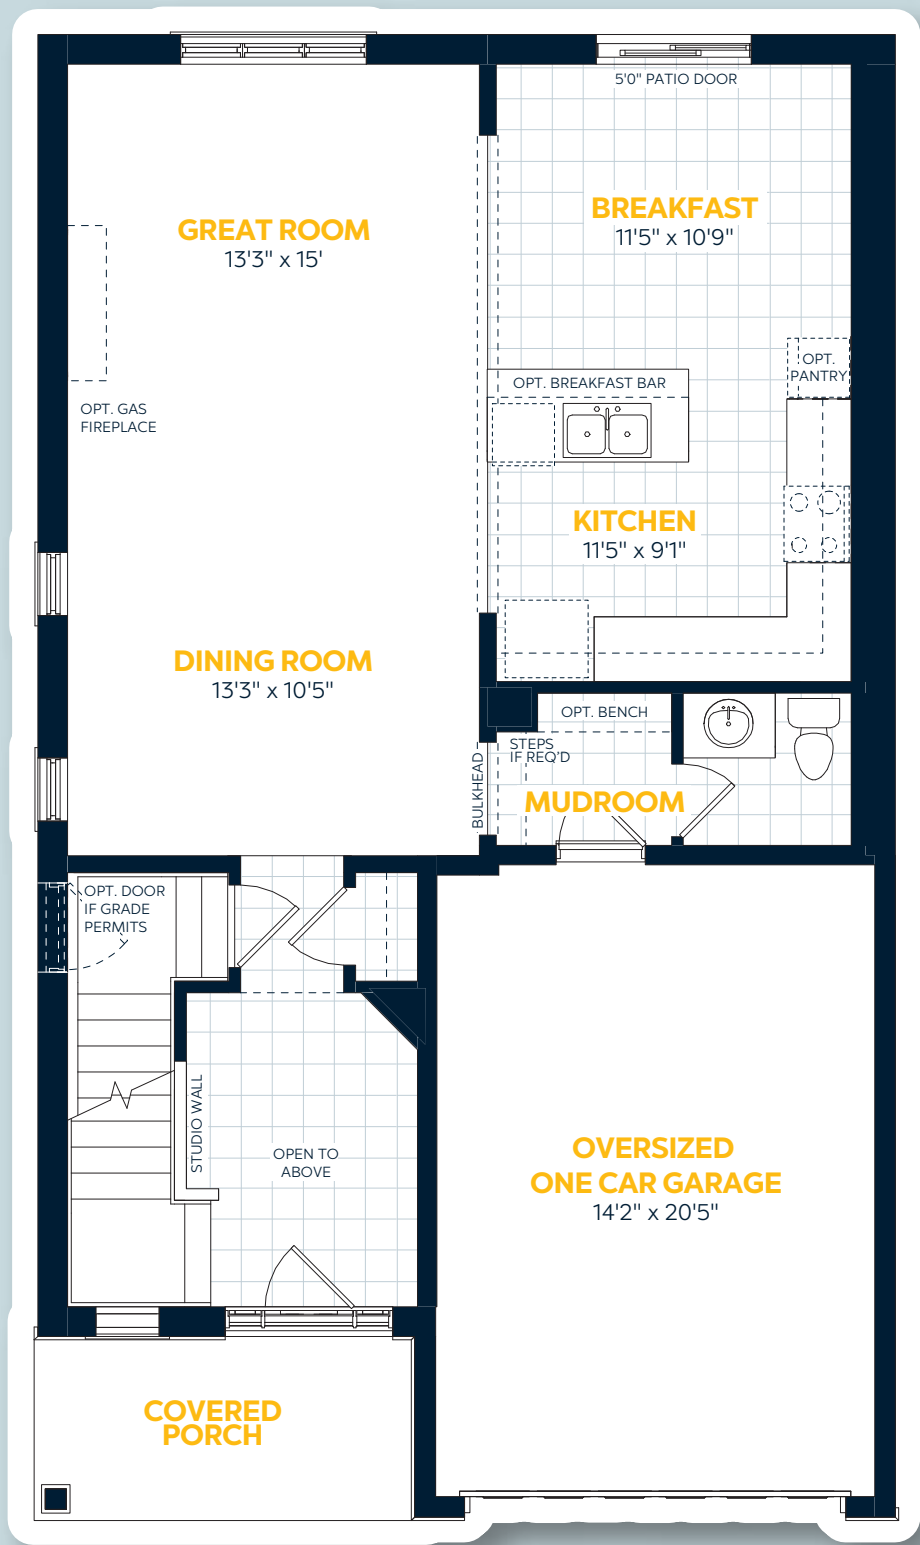 5'0" PATIO DOOR
GREAT ROOM
13'3" x 15'
BREAKFAST
11'5" x 10'9"
OPT.
PANTRY
OPT. BREAKFAST BAR
OPT. GAS
FIREPLACE
KITCHEN
11'5" x 9'1"
DINING ROOM
13'3" x 10'5"
OPT. BENCH
STEPS
IF REQ'D
BULKHEAD
MUDROOM
OPT. DOOR
IF GRADE
PERMITS
STUDIO WALL
OPEN TO
ABOVE
OVERSIZED
ONE CAR GARAGE
14'2" x 20'5"
COVERED
PORCH